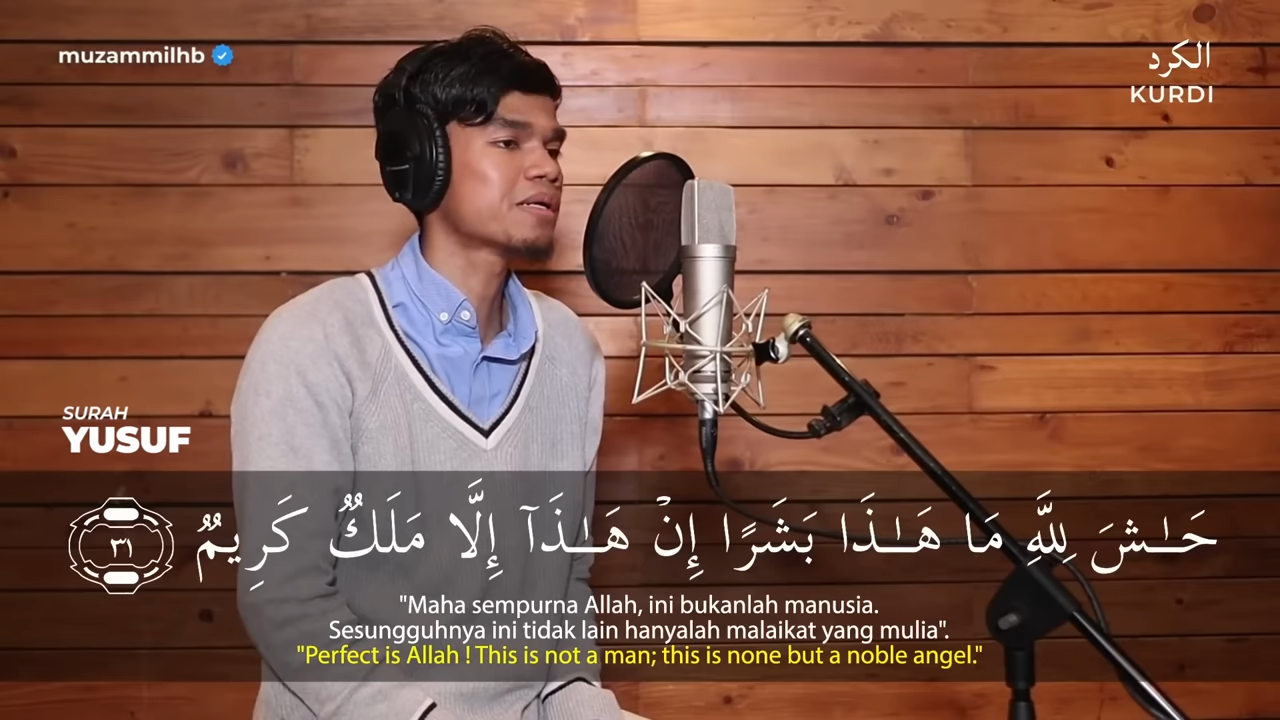 muzammilhb
الكرد
KURDI
SURAH
YUSUF
حَـٰشَ لِلَّهِ مَا هَـٰذَا بَشَرًا إِنْ هَـٰذَآ إِلَّا مَلَكٌ كَرِيمٌ ٣١
"Maha sempurna Allah, ini bukanlah manusia.
Sesungguhnya ini tidak lain hanyalah malaikat yang mulia".
"Perfect is Allah ! This is not a man; this is none but a noble angel."